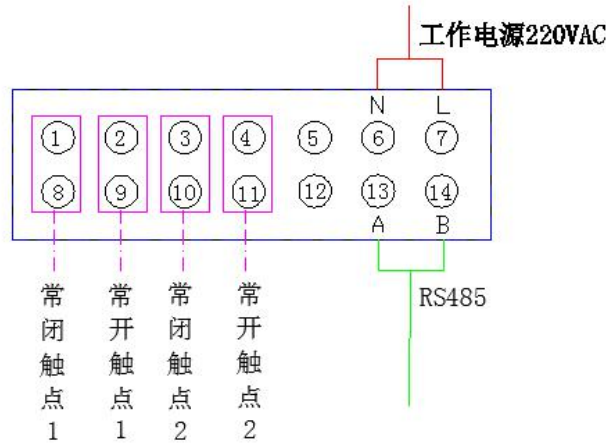 工作电源220VAC
N L
① ② ③ ④ ⑤ ⑥ ⑦
⑧ ⑨ ⑩ ⑪ ⑫ ⑬ ⑭
A B
RS485
常闭触点1
常开触点1
常闭触点2
常开触点2